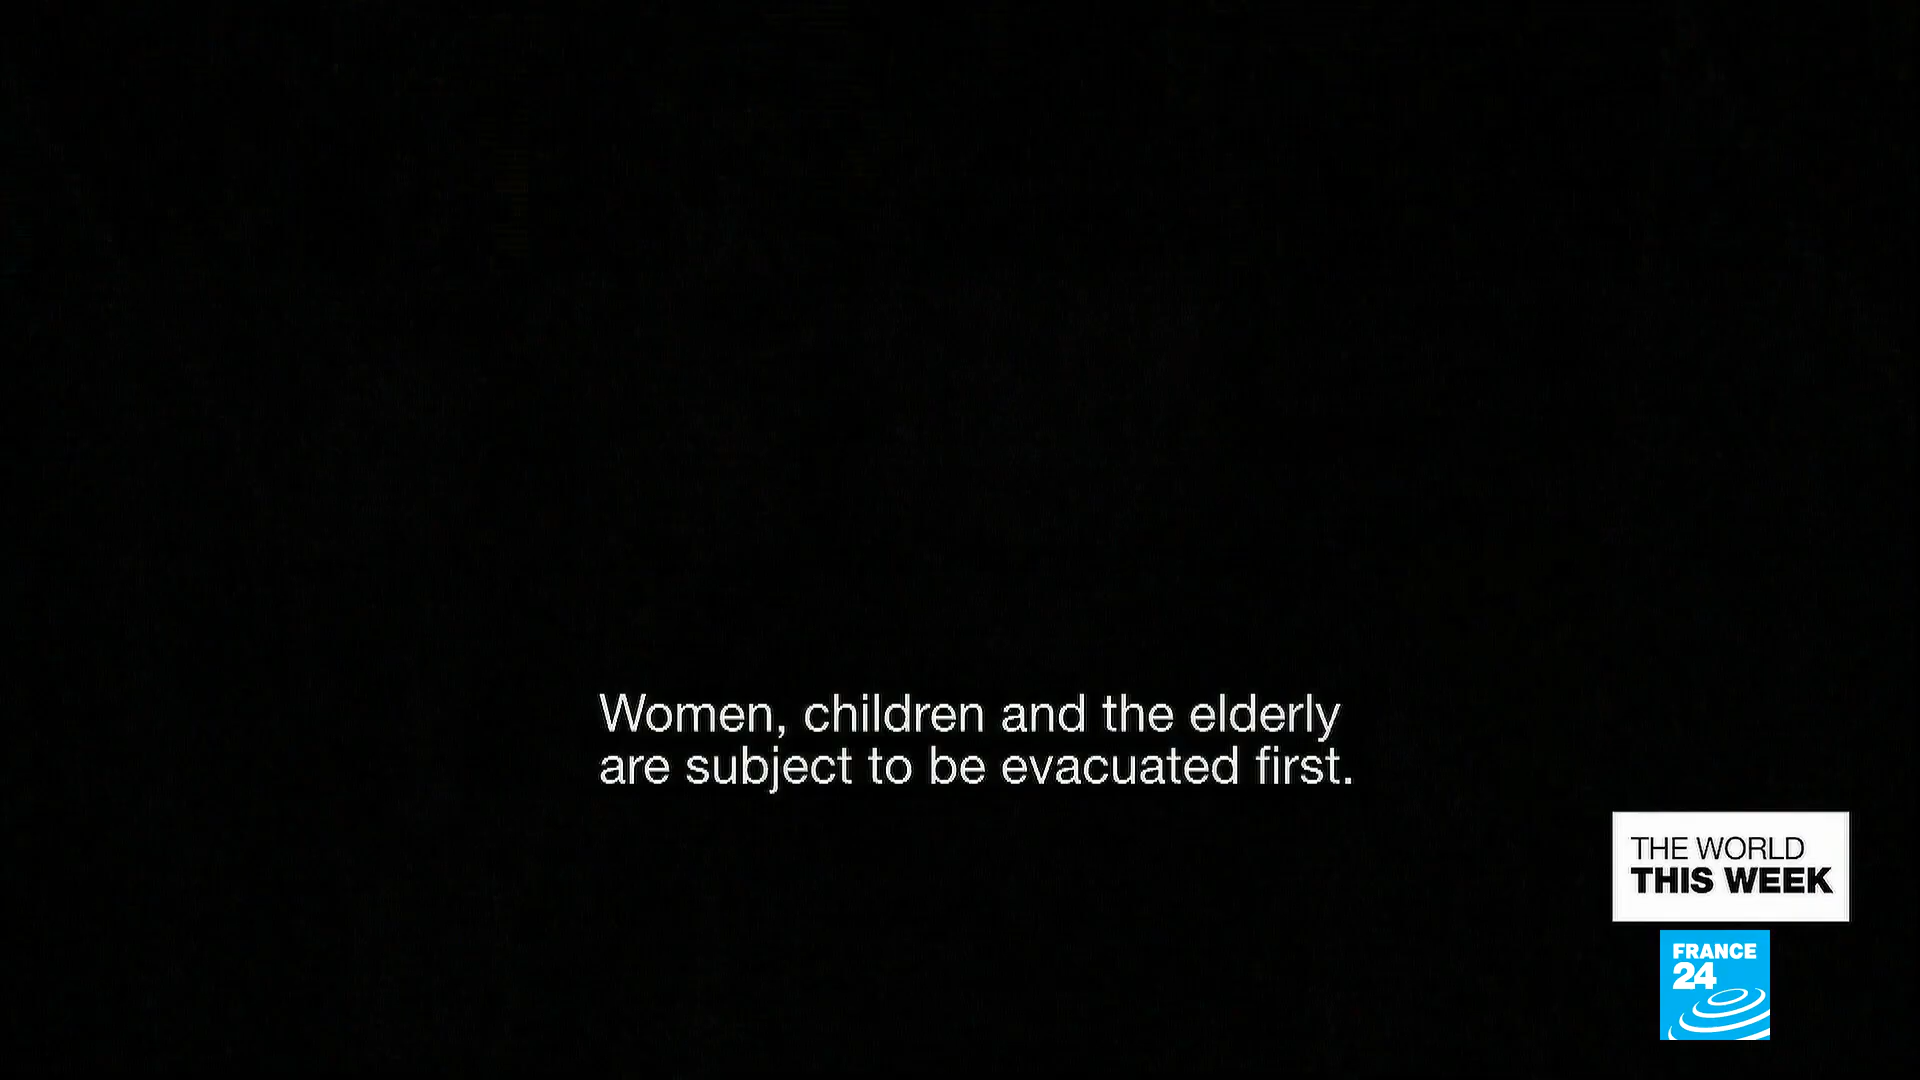 Women, children and the elderly
are subject to be evacuated first.
THE WORLD
THIS WEEK
FRANCE
24